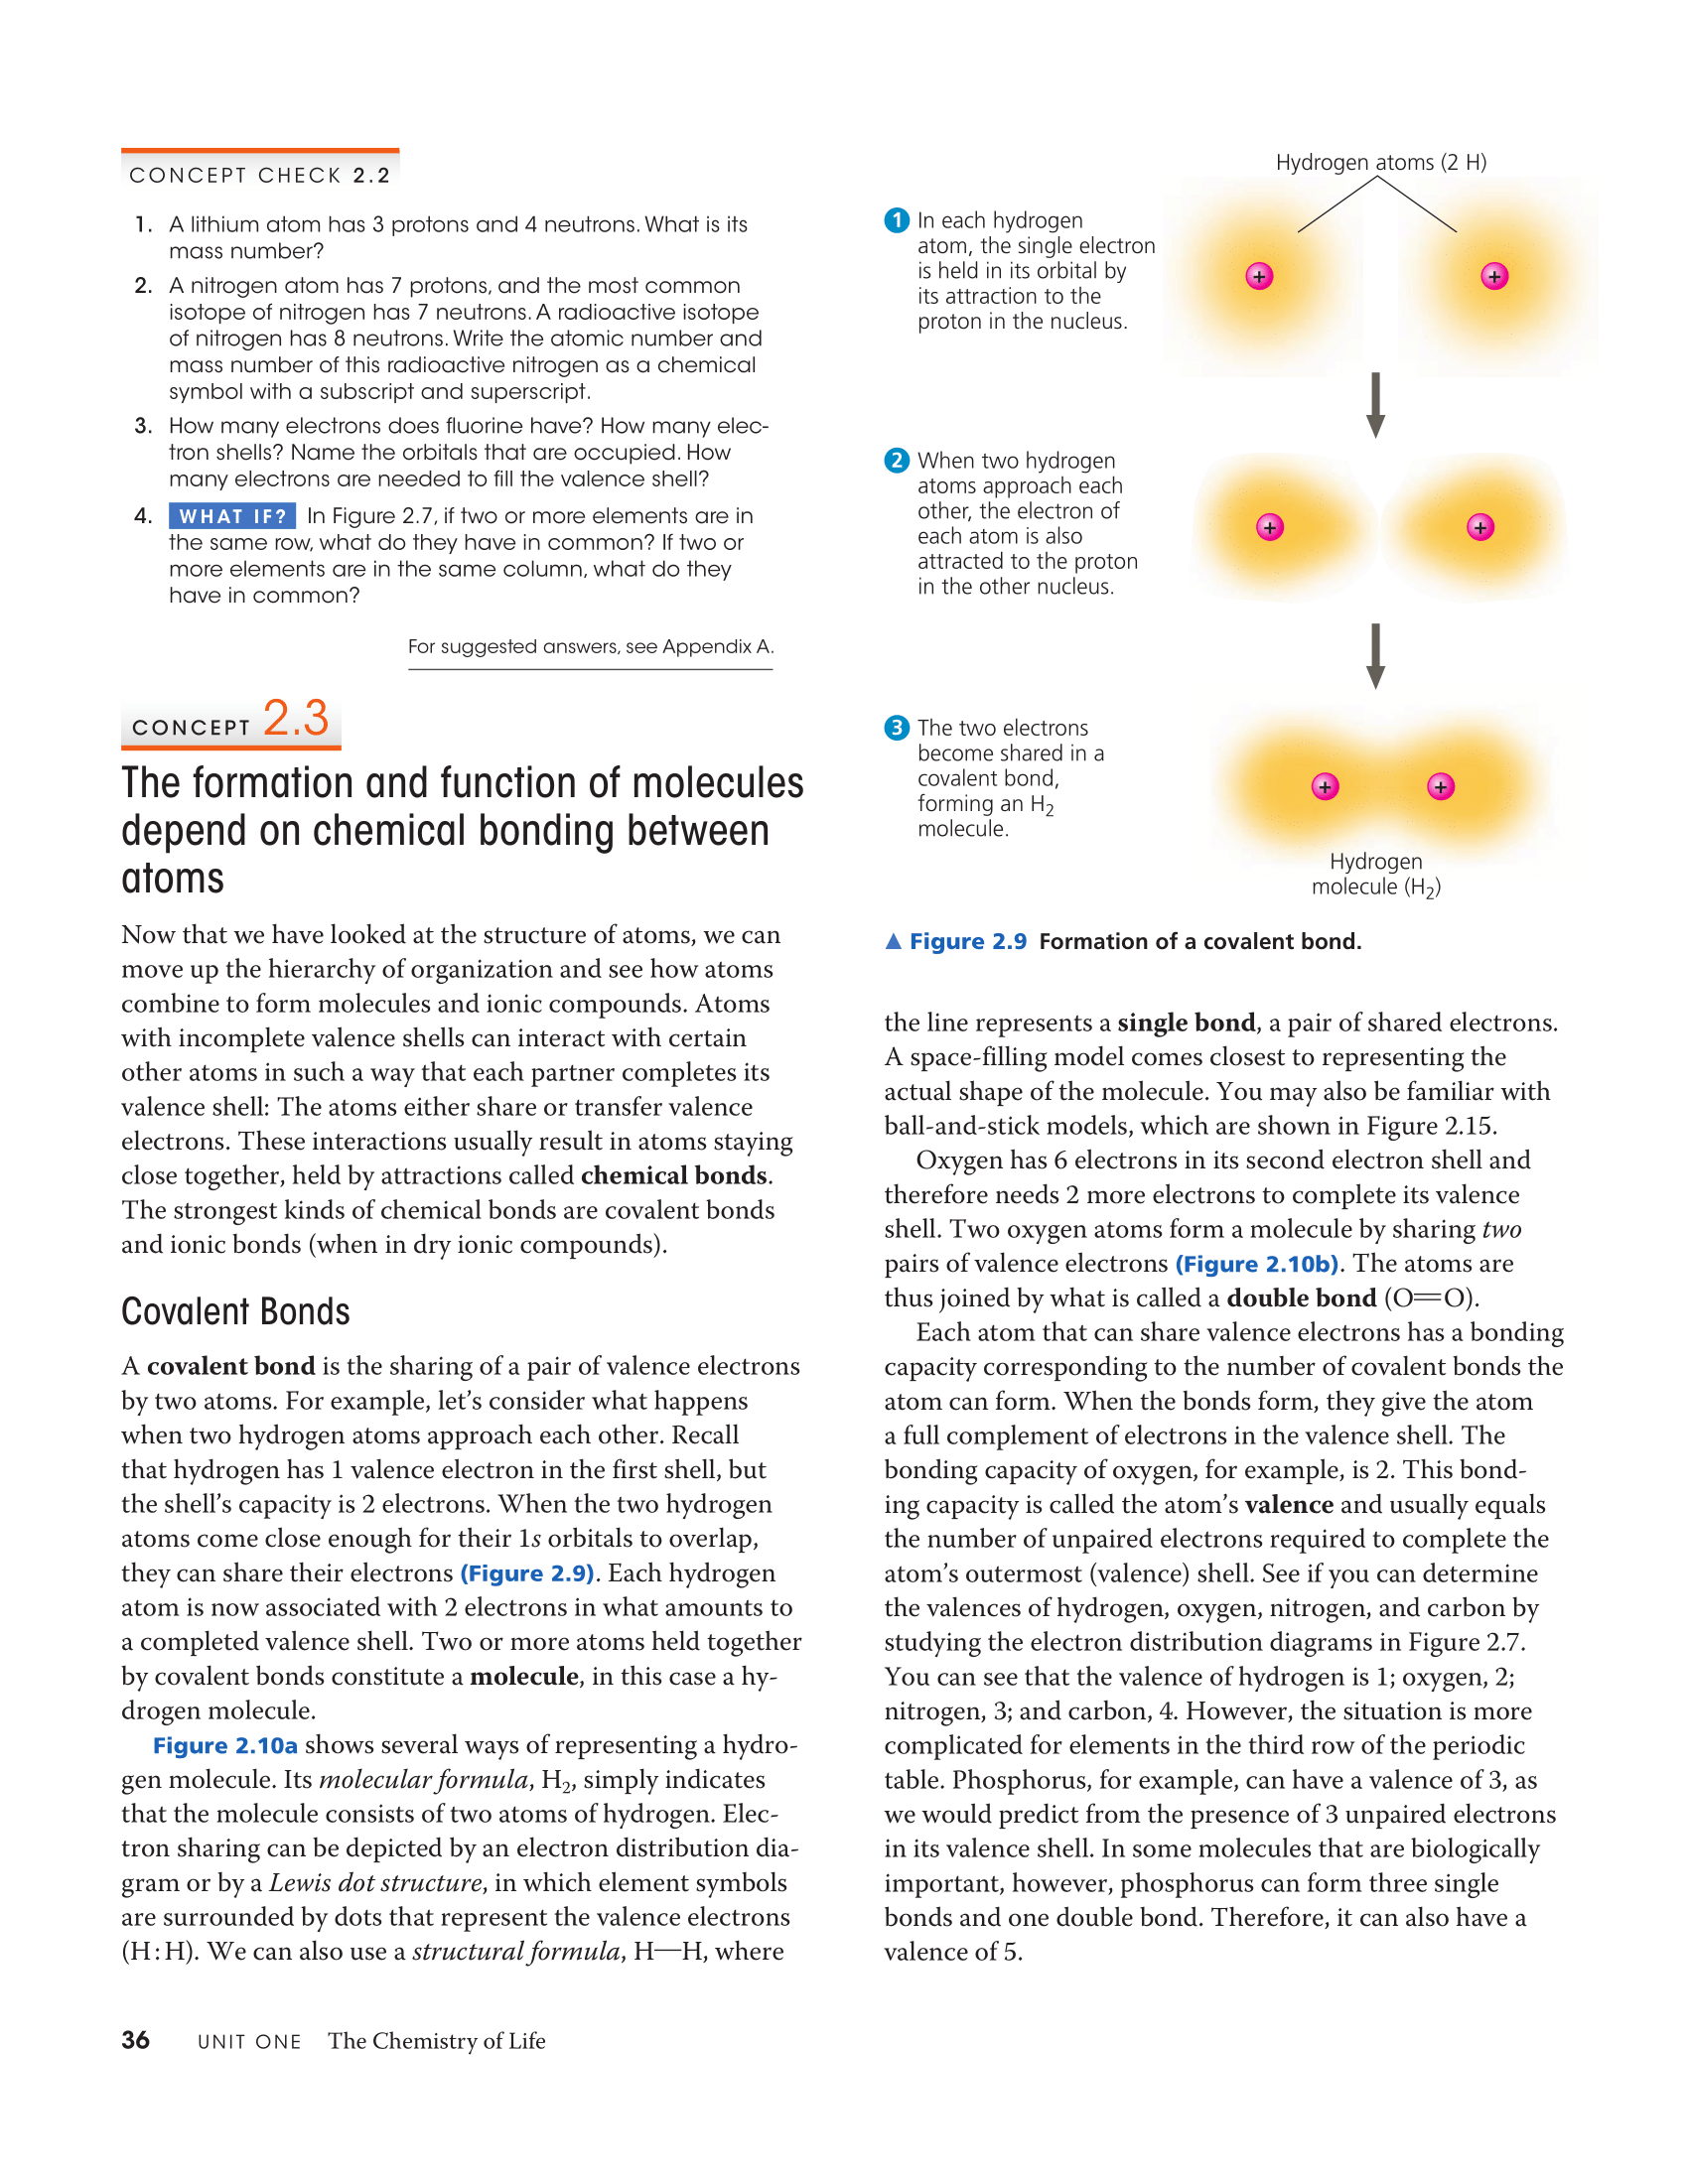 CONCEPT CHECK 2.2
1. A lithium atom has 3 protons and 4 neutrons. What is its
mass number?
2. A nitrogen atom has 7 protons, and the most common
isotope of nitrogen has 7 neutrons. A radioactive isotope
of nitrogen has 8 neutrons. Write the atomic number and
mass number of this radioactive nitrogen as a chemical
symbol with a subscript and superscript.
3. How many electrons does fluorine have? How many elec-
tron shells? Name the orbitals that are occupied. How
many electrons are needed to fill the valence shell?
4. WHAT IF? In Figure 2.7, if two or more elements are in
the same row, what do they have in common? If two or
more elements are in the same column, what do they
have in common?
For suggested answers, see Appendix A.
CONCEPT 2.3
The formation and function of molecules
depend on chemical bonding between
atoms
Now that we have looked at the structure of atoms, we can
move up the hierarchy of organization and see how atoms
combine to form molecules and ionic compounds. Atoms
with incomplete valence shells can interact with certain
other atoms in such a way that each partner completes its
valence shell: The atoms either share or transfer valence
electrons. These interactions usually result in atoms staying
close together, held by attractions called chemical bonds.
The strongest kinds of chemical bonds are covalent bonds
and ionic bonds (when in dry ionic compounds).
Covalent Bonds
A covalent bond is the sharing of a pair of valence electrons
by two atoms. For example, let's consider what happens
when two hydrogen atoms approach each other. Recall
that hydrogen has 1 valence electron in the first shell, but
the shell's capacity is 2 electrons. When the two hydrogen
atoms come close enough for their 1s orbitals to overlap,
they can share their electrons (Figure 2.9). Each hydrogen
atom is now associated with 2 electrons in what amounts to
a completed valence shell. Two or more atoms held together
by covalent bonds constitute a molecule, in this case a hy-
drogen molecule.
Figure 2.10a shows several ways of representing a hydro-
gen molecule. Its molecular formula, H₂, simply indicates
that the molecule consists of two atoms of hydrogen. Elec-
tron sharing can be depicted by an electron distribution dia-
gram or by a Lewis dot structure, in which element symbols
are surrounded by dots that represent the valence electrons
(H:H). We can also use a structural formula, H—H, where
Hydrogen atoms (2 H)
1 In each hydrogen
atom, the single electron
is held in its orbital by
its attraction to the
proton in the nucleus.
+ +
2 When two hydrogen
atoms approach each
other, the electron of
each atom is also
attracted to the proton
in the other nucleus.
+ +
3 The two electrons
become shared in a
covalent bond,
forming an H₂
molecule.
+ +
Hydrogen
molecule (H₂)
▲ Figure 2.9 Formation of a covalent bond.
the line represents a single bond, a pair of shared electrons.
A space-filling model comes closest to representing the
actual shape of the molecule. You may also be familiar with
ball-and-stick models, which are shown in Figure 2.15.
Oxygen has 6 electrons in its second electron shell and
therefore needs 2 more electrons to complete its valence
shell. Two oxygen atoms form a molecule by sharing two
pairs of valence electrons (Figure 2.10b). The atoms are
thus joined by what is called a double bond (O═O).
Each atom that can share valence electrons has a bonding
capacity corresponding to the number of covalent bonds the
atom can form. When the bonds form, they give the atom
a full complement of electrons in the valence shell. The
bonding capacity of oxygen, for example, is 2. This bond-
ing capacity is called the atom's valence and usually equals
the number of unpaired electrons required to complete the
atom's outermost (valence) shell. See if you can determine
the valences of hydrogen, oxygen, nitrogen, and carbon by
studying the electron distribution diagrams in Figure 2.7.
You can see that the valence of hydrogen is 1; oxygen, 2;
nitrogen, 3; and carbon, 4. However, the situation is more
complicated for elements in the third row of the periodic
table. Phosphorus, for example, can have a valence of 3, as
we would predict from the presence of 3 unpaired electrons
in its valence shell. In some molecules that are biologically
important, however, phosphorus can form three single
bonds and one double bond. Therefore, it can also have a
valence of 5.
36 UNIT ONE The Chemistry of Life